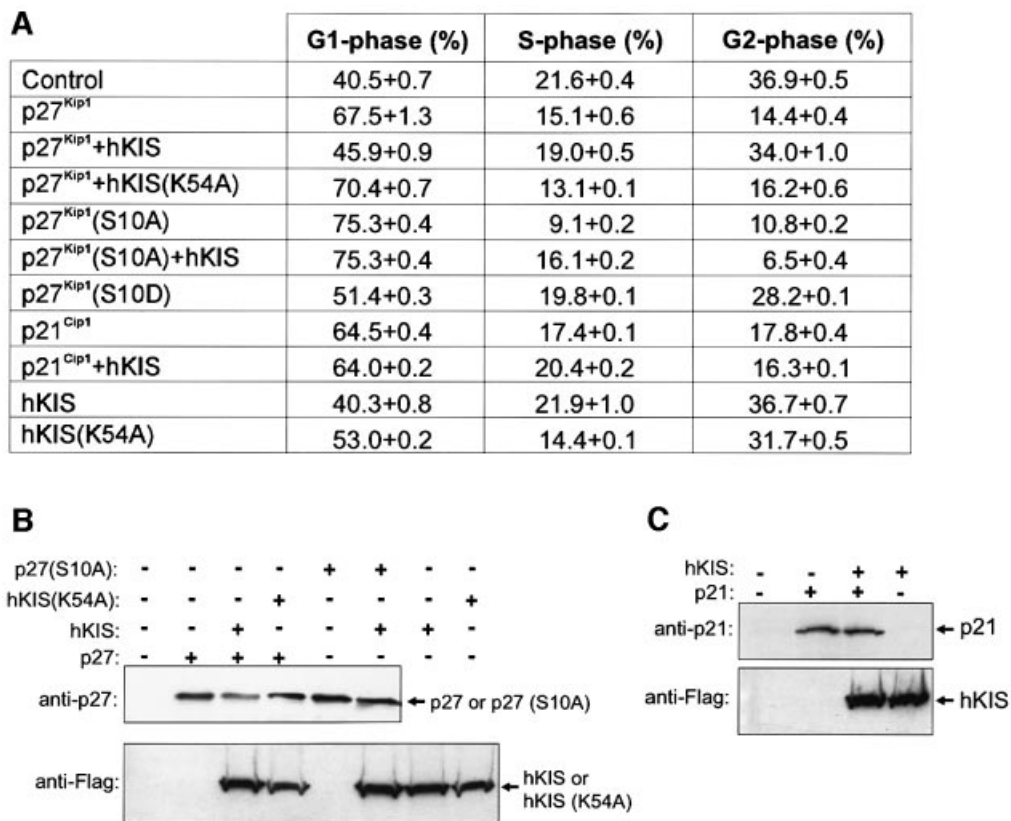 A
G1-phase (%) S-phase (%) G2-phase (%)
Control 40.5+0.7 21.6+0.4 36.9+0.5
p27Kip1 67.5+1.3 15.1+0.6 14.4+0.4
p27Kip1+hKIS 45.9+0.9 19.0+0.5 34.0+1.0
p27Kip1+hKIS(K54A) 70.4+0.7 13.1+0.1 16.2+0.6
p27Kip1(S10A) 75.3+0.4 9.1+0.2 10.8+0.2
p27Kip1(S10A)+hKIS 75.3+0.4 16.1+0.2 6.5+0.4
p27Kip1(S10D) 51.4+0.3 19.8+0.1 28.2+0.1
p21Cip1 64.5+0.4 17.4+0.1 17.8+0.4
p21Cip1+hKIS 64.0+0.2 20.4+0.2 16.3+0.1
hKIS 40.3+0.8 21.9+1.0 36.7+0.7
hKIS(K54A) 53.0+0.2 14.4+0.1 31.7+0.5
B
p27(S10A): - - - - + + - -
hKIS(K54A): - - - + - - - +
hKIS: - - + - - + + -
p27: - + + + - - - -
anti-p27: p27 or p27 (S10A)
anti-Flag: hKIS or
hKIS (K54A)
C
hKIS: - - + +
p21: - + + -
anti-p21: p21
anti-Flag: hKIS